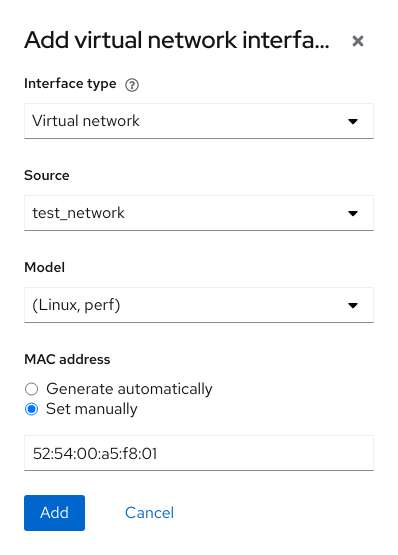 Add virtual network interfa...
Interface type
Virtual network
Source
test_network
Model
(Linux, perf)
MAC address
Generate automatically
Set manually
52:54:00:a5:f8:01
Add Cancel